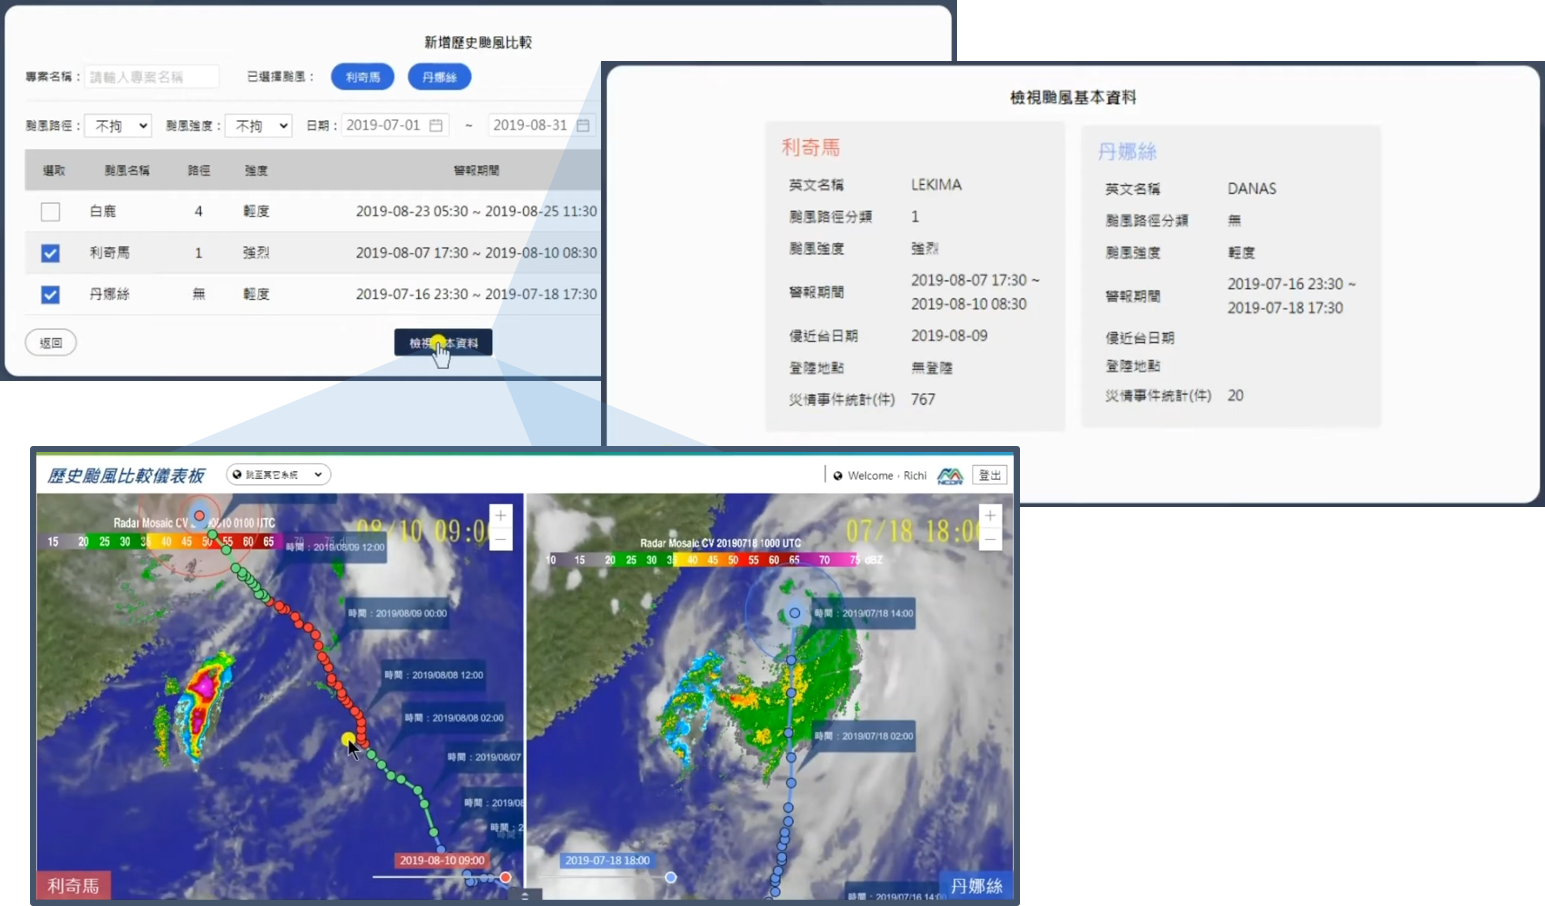 新增歷史颱風比較
專案名稱： 請輸入專案名稱 已選擇颱風： 利奇馬 丹娜絲
颱風路徑： 不拘 颱風強度： 不拘 日期： 2019-07-01 ~ 2019-08-31
選取 颱風名稱 路徑 強度 警報期間
白鹿 4 輕度 2019-08-23 05:30 ~ 2019-08-25 11:30
利奇馬 1 強烈 2019-08-07 17:30 ~ 2019-08-10 08:30
丹娜絲 無 輕度 2019-07-16 23:30 ~ 2019-07-18 17:30
返回 檢視基本資料
檢視颱風基本資料
利奇馬
英文名稱 LEKIMA
颱風路徑分類 1
颱風強度 強烈
警報期間 2019-08-07 17:30 ~
2019-08-10 08:30
侵近台日期 2019-08-09
登陸地點 無登陸
災情事件統計(件) 767
丹娜絲
英文名稱 DANAS
颱風路徑分類 無
颱風強度 輕度
警報期間 2019-07-16 23:30 ~
2019-07-18 17:30
侵近台日期
登陸地點
災情事件統計(件) 20
歷史颱風比較儀表板 跳至其它系統 Welcome · Richi NCDR 登出
08/10 09:0
Radar Mosaic CV 0100 UTC
15 20 25 30 40 45 50 55 60 65 70 75
時間：2019/08/09 12:00
時間：2019/08/09 00:00
時間：2019/08/08 12:00
時間：2019/08/08 02:00
時間：2019/08/07
時間：2019/08
時間：2
2019-08-10 09:00
利奇馬
07/18 18:0
Radar Mosaic CV 20190718 1000 UTC
10 15 20 25 30 40 45 50 55 60 65 70 75 dBZ
時間：2019/07/18 14:00
時間：2019/07/18 02:00
2019-07-18 18:00
時間：2019/07/16 14:00
丹娜絲